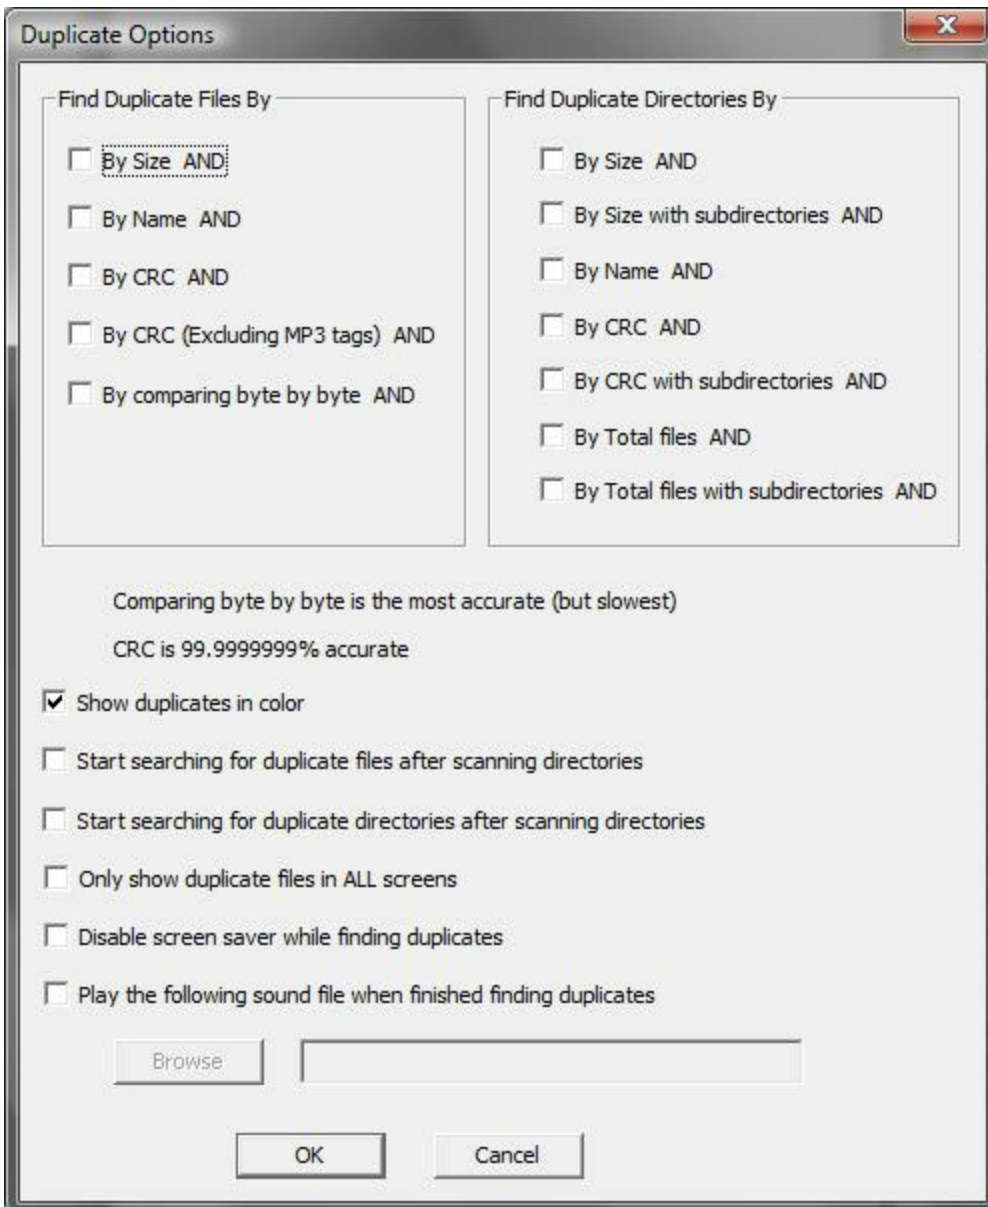 Duplicate Options
Find Duplicate Files By
By Size AND
By Name AND
By CRC AND
By CRC (Excluding MP3 tags) AND
By comparing byte by byte AND
Find Duplicate Directories By
By Size AND
By Size with subdirectories AND
By Name AND
By CRC AND
By CRC with subdirectories AND
By Total files AND
By Total files with subdirectories AND
Comparing byte by byte is the most accurate (but slowest)
CRC is 99.9999999% accurate
Show duplicates in color
Start searching for duplicate files after scanning directories
Start searching for duplicate directories after scanning directories
Only show duplicate files in ALL screens
Disable screen saver while finding duplicates
Play the following sound file when finished finding duplicates
Browse
OK
Cancel